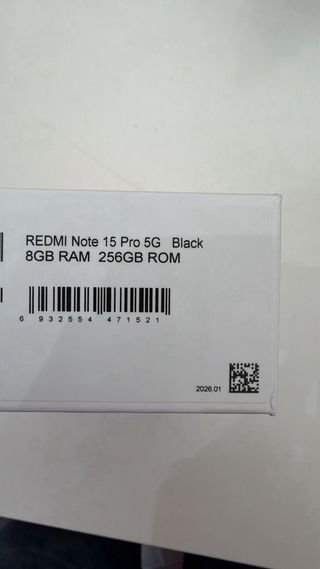 REDMI Note 15 Pro 5G Black
8GB RAM 256GB ROM
6 932554 471521
2026.01